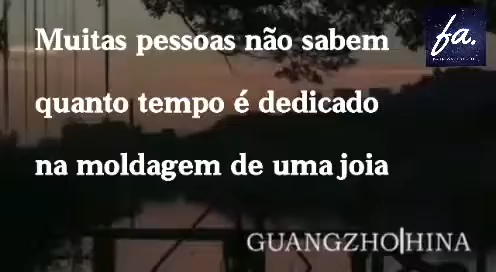 Muitas pessoas não sabem
quanto tempo é dedicado
na moldagem de uma joia
fa.
GUANGZHO|HINA